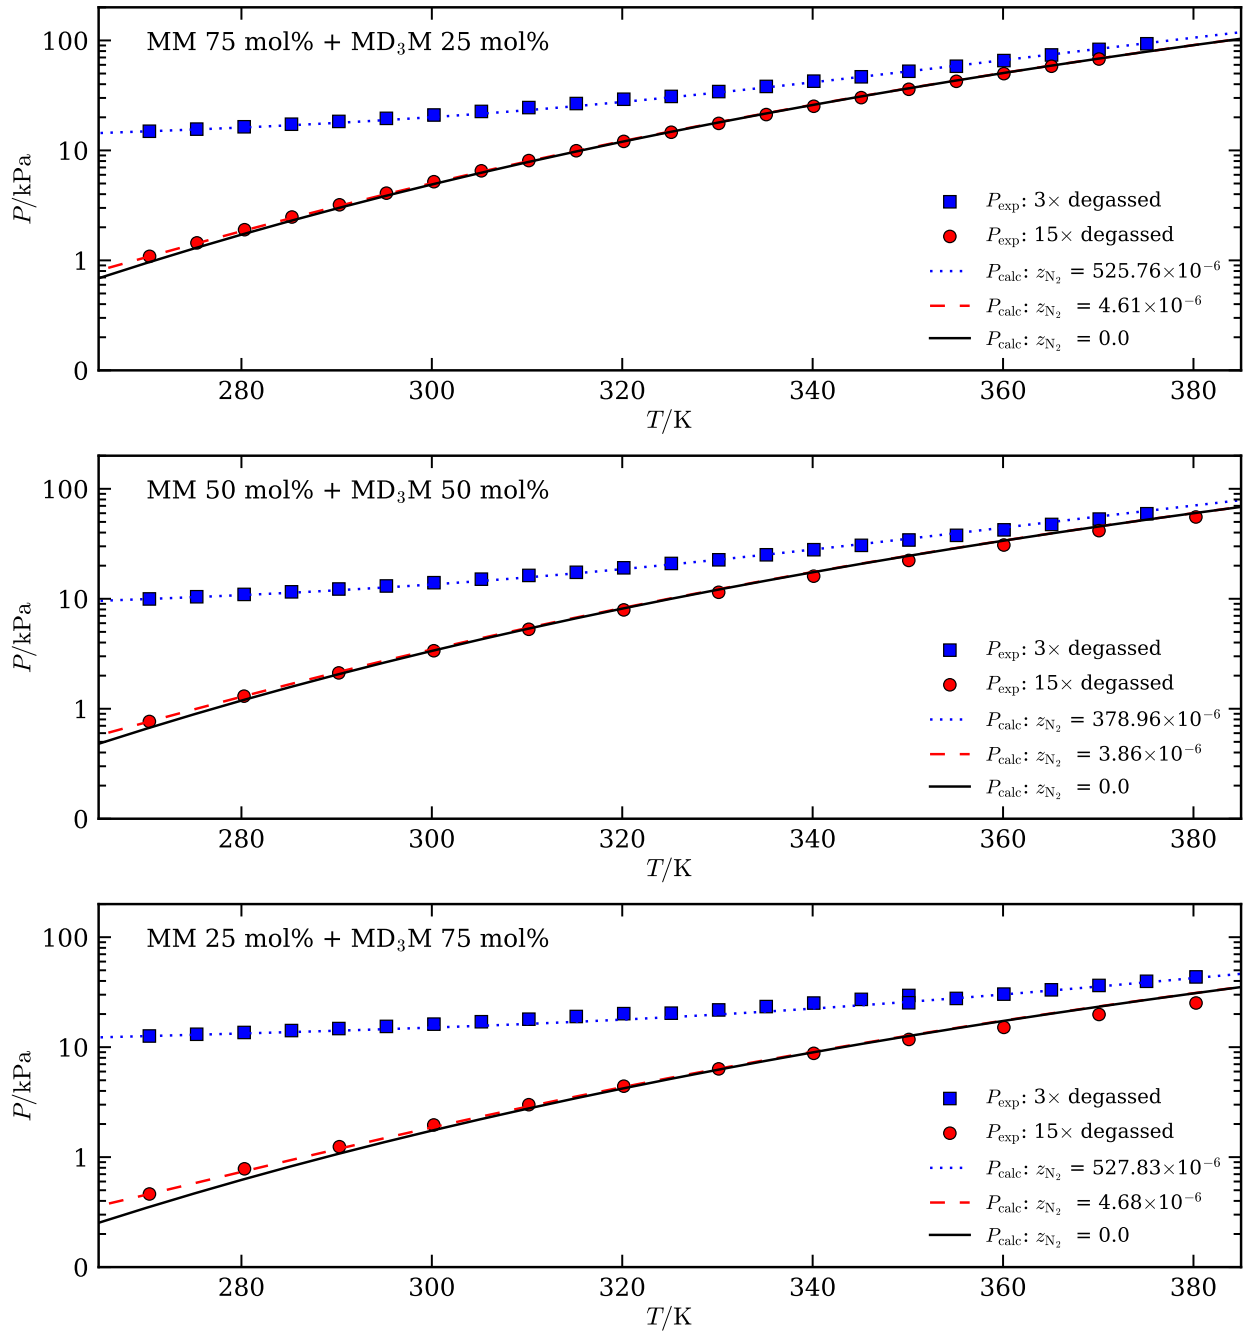 MM 75 mol% + MD₃M 25 mol%
100
10
1
0
P/kPa
Pexp: 3× degassed
Pexp: 15× degassed
Pcalc: zN₂ = 525.76×10⁻⁶
Pcalc: zN₂ = 4.61×10⁻⁶
Pcalc: zN₂ = 0.0
280 300 320 340 360 380
T/K
MM 50 mol% + MD₃M 50 mol%
100
10
1
0
P/kPa
Pexp: 3× degassed
Pexp: 15× degassed
Pcalc: zN₂ = 378.96×10⁻⁶
Pcalc: zN₂ = 3.86×10⁻⁶
Pcalc: zN₂ = 0.0
280 300 320 340 360 380
T/K
MM 25 mol% + MD₃M 75 mol%
100
10
1
0
P/kPa
Pexp: 3× degassed
Pexp: 15× degassed
Pcalc: zN₂ = 527.83×10⁻⁶
Pcalc: zN₂ = 4.68×10⁻⁶
Pcalc: zN₂ = 0.0
280 300 320 340 360 380
T/K